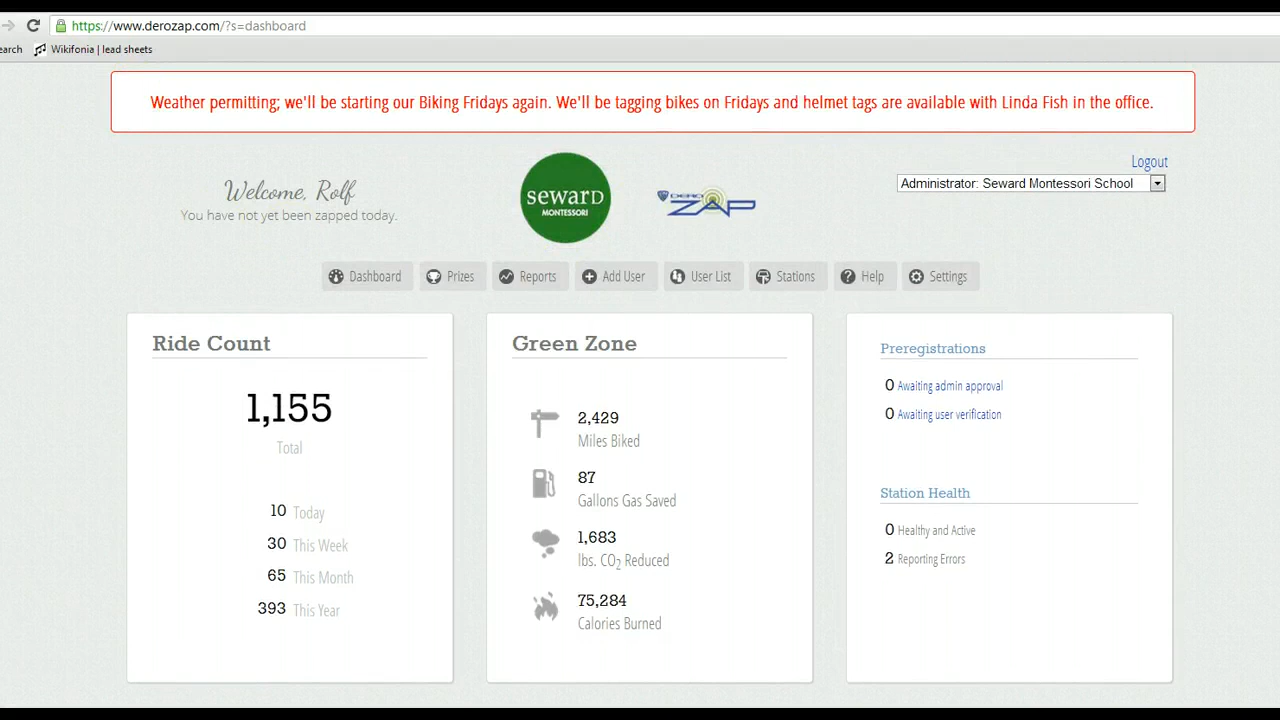 https://www.derozap.com/?s=dashboard
earch Wikifonia | lead sheets
Weather permitting; we'll be starting our Biking Fridays again. We'll be tagging bikes on Fridays and helmet tags are available with Linda Fish in the office.
Logout
Welcome, Rolf
You have not yet been zapped today.
seward
MONTESSORI
DERO
ZAP
Administrator: Seward Montessori School
Dashboard Prizes Reports Add User User List Stations Help Settings
Ride Count
1,155
Total
10 Today
30 This Week
65 This Month
393 This Year
Green Zone
2,429
Miles Biked
87
Gallons Gas Saved
1,683
lbs. CO2 Reduced
75,284
Calories Burned
Preregistrations
0 Awaiting admin approval
0 Awaiting user verification
Station Health
0 Healthy and Active
2 Reporting Errors